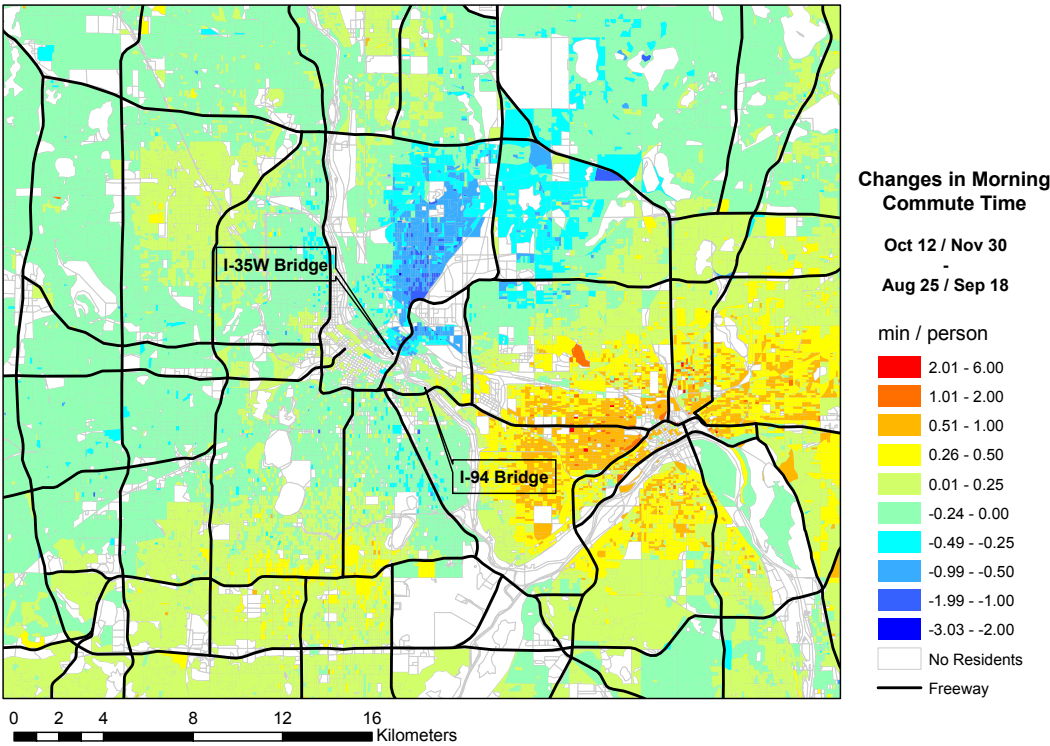 I-35W Bridge
I-94 Bridge
0 2 4 8 12 16
Kilometers
Changes in Morning
Commute Time
Oct 12 / Nov 30
-
Aug 25 / Sep 18
min / person
2.01 - 6.00
1.01 - 2.00
0.51 - 1.00
0.26 - 0.50
0.01 - 0.25
-0.24 - 0.00
-0.49 - -0.25
-0.99 - -0.50
-1.99 - -1.00
-3.03 - -2.00
No Residents
Freeway